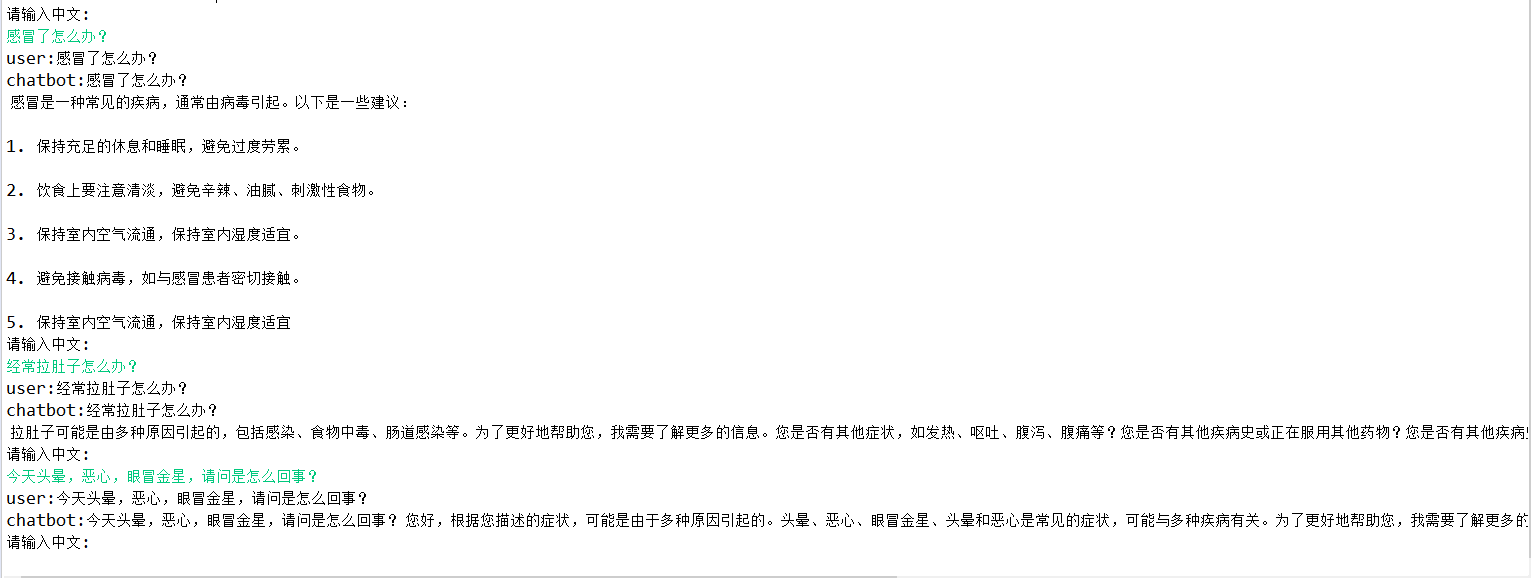 请输入中文:
感冒了怎么办？
user:感冒了怎么办？
chatbot:感冒了怎么办？
感冒是一种常见的疾病，通常由病毒引起。以下是一些建议：
1. 保持充足的休息和睡眠，避免过度劳累。
2. 饮食上要注意清淡，避免辛辣、油腻、刺激性食物。
3. 保持室内空气流通，保持室内湿度适宜。
4. 避免接触病毒，如与感冒患者密切接触。
5. 保持室内空气流通，保持室内湿度适宜
请输入中文:
经常拉肚子怎么办？
user:经常拉肚子怎么办？
chatbot:经常拉肚子怎么办？
拉肚子可能是由多种原因引起的，包括感染、食物中毒、肠道感染等。为了更好地帮助您，我需要了解更多的信息。您是否有其他症状，如发热、呕吐、腹泻、腹痛等？您是否有其他疾病史或正在服用其他药物？您是否有其他疾病
请输入中文:
今天头晕，恶心，眼冒金星，请问是怎么回事？
user:今天头晕，恶心，眼冒金星，请问是怎么回事？
chatbot:今天头晕，恶心，眼冒金星，请问是怎么回事？ 您好，根据您描述的症状，可能是由于多种原因引起的。头晕、恶心、眼冒金星、头晕和恶心是常见的症状，可能与多种疾病有关。为了更好地帮助您，我需要了解更多的
请输入中文: